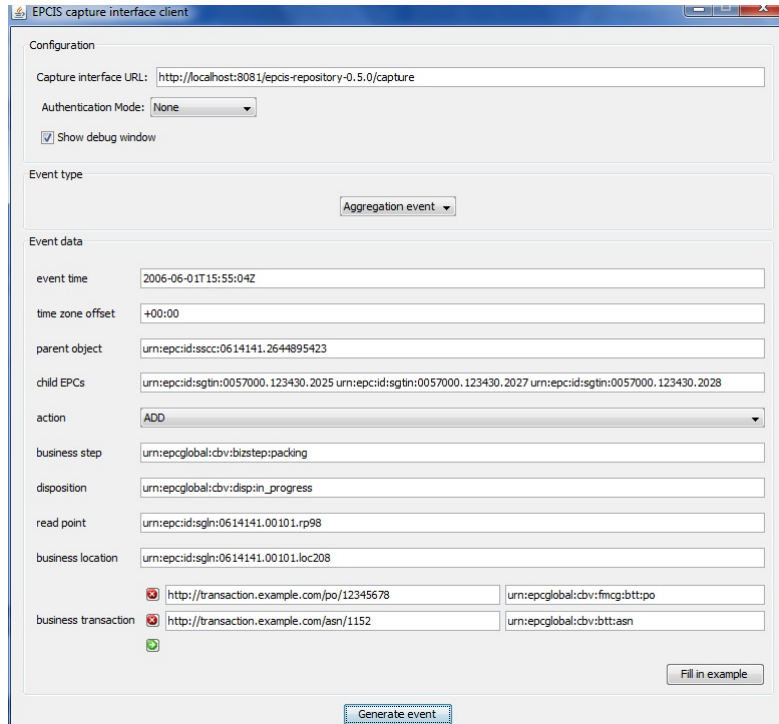 EPCIS capture interface client
Configuration
Capture interface URL: http://localhost:8081/epcis-repository-0.5.0/capture
Authentication Mode: None
Show debug window
Event type
Aggregation event
Event data
event time 2006-06-01T15:55:04Z
time zone offset +00:00
parent object urn:epc:id:sscc:0614141.2644895423
child EPCs urn:epc:id:sgtin:0057000.123430.2025 urn:epc:id:sgtin:0057000.123430.2027 urn:epc:id:sgtin:0057000.123430.2028
action ADD
business step urn:epcglobal:cbv:bizstep:packing
disposition urn:epcglobal:cbv:disp:in_progress
read point urn:epc:id:sgln:0614141.00101.rp98
business location urn:epc:id:sgln:0614141.00101.loc208
http://transaction.example.com/po/12345678 urn:epcglobal:cbv:fmcg:btt:po
business transaction http://transaction.example.com/asn/1152 urn:epcglobal:cbv:btt:asn
Fill in example
Generate event